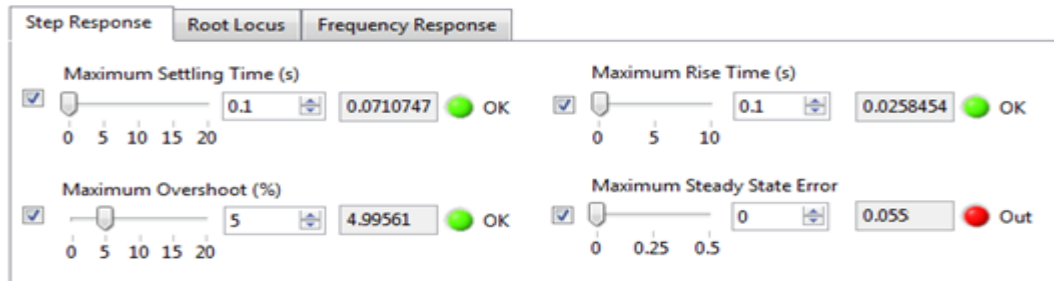 Step Response Root Locus Frequency Response
Maximum Settling Time (s) Maximum Rise Time (s)
0.1 0.0710747 OK 0.1 0.0258454 OK
0 5 10 15 20 0 5 10
Maximum Overshoot (%) Maximum Steady State Error
5 4.99561 OK 0 0.055 Out
0 5 10 15 20 0 0.25 0.5